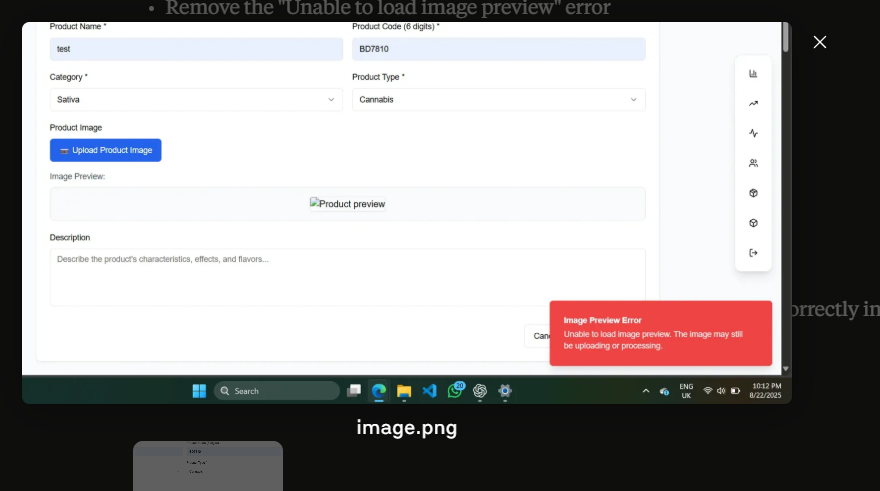 • Remove the "Unable to load image preview" error
Product Name *
Product Code (6 digits) *
test
BD7810
Category *
Product Type *
Sativa
Cannabis
Product Image
Upload Product Image
Image Preview:
Product preview
Description
Describe the product's characteristics, effects, and flavors...
orrectly in
Image Preview Error
Canc
Unable to load image preview. The image may still
be uploading or processing.
Search
20
ENG
UK
10:12 PM
8/22/2025
image.png